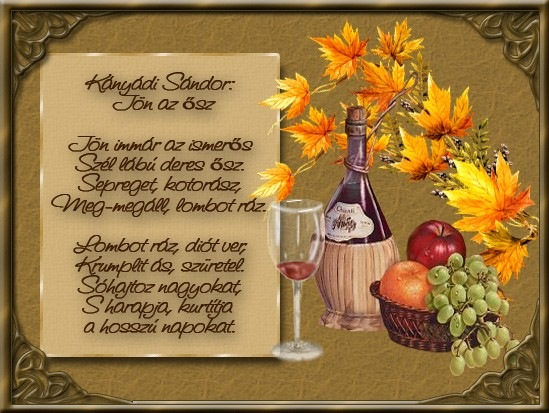 Kányádi Sándor:
Jön az ősz
Jön immár az ismerős
Szél lábú deres ősz.
Sepreget, kotorász,
Meg-megáll, lombot ráz.
Lombot ráz, diót ver,
Krumplit ás, szüretel.
Sóhajtoz nagyokat,
S harapja, kurtítja
a hosszú napokat.
Chianti